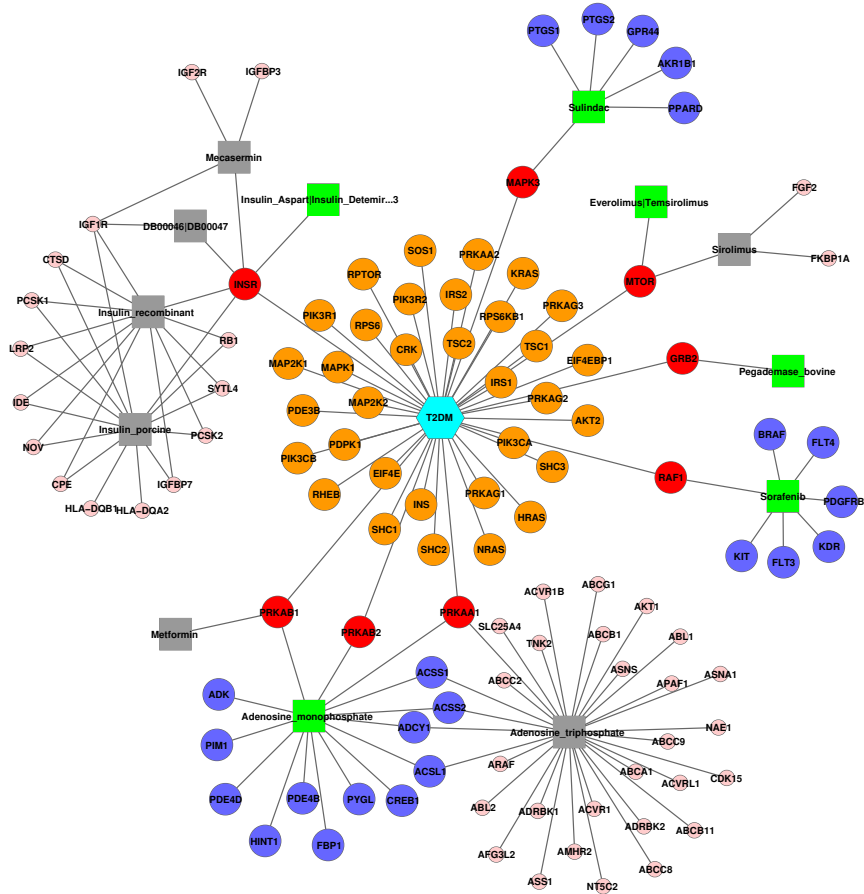 PTGS1
PTGS2
GPR44
AKR1B1
PPARD
Sulindac
IGF2R
IGFBP3
Mecasermin
MAPK3
Insulin_Aspart|Insulin_Detemir...3
Everolimus|Temsirolimus
FGF2
IGF1R
DB00046|DB00047
Sirolimus
FKBP1A
CTSD
INSR
MTOR
PCSK1
Insulin_recombinant
LRP2
RB1
SYTL4
IDE
Insulin_porcine
PCSK2
NOV
CPE
IGFBP7
HLA−DQB1
HLA−DQA2
SOS1
PRKAA2
RPTOR
IRS2
KRAS
PIK3R2
PRKAG3
PIK3R1
RPS6
RPS6KB1
CRK
TSC2
TSC1
MAP2K1
MAPK1
EIF4EBP1
GRB2
IRS1
Pegademase_bovine
PDE3B
MAP2K2
PRKAG2
T2DM
AKT2
PDPK1
PIK3CA
PIK3CB
SHC3
EIF4E
RHEB
PRKAG1
INS
HRAS
SHC1
SHC2
NRAS
BRAF
FLT4
RAF1
Sorafenib
PDGFRB
KIT
FLT3
KDR
Metformin
PRKAB1
PRKAB2
PRKAA1
ACVR1B
ABCG1
SLC25A4
AKT1
TNK2
ABCB1
ABL1
ASNS
ACSS1
ABCC2
APAF1
ASNA1
ADK
ACSS2
Adenosine_monophosphate
ADCY1
Adenosine_triphosphate
NAE1
PIM1
ABCC9
ARAF
ACSL1
ABCA1
ACVRL1
CDK15
PDE4D
PDE4B
PYGL
CREB1
ABL2
ADRBK1
ACVR1
ADRBK2
ABCB11
HINT1
FBP1
AFG3L2
AMHR2
ABCC8
ASS1
NT5C2